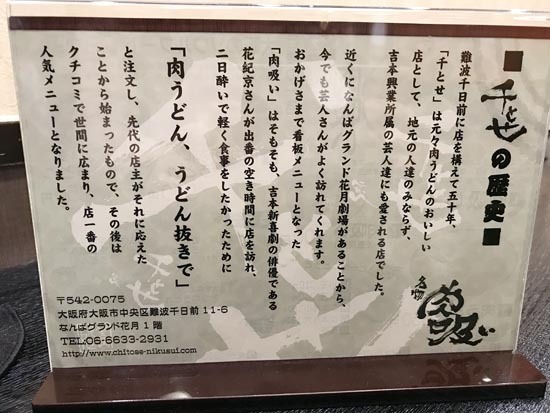 ■千とせの歴史■
難波千日前に店を構えて五十年、
「千とせ」は元々肉うどんのおいしい
店として、地元の人達のみならず、
吉本興業所属の芸人達にも愛される店でした。
近くになんばグランド花月劇場があることから、
今でも芸人さんがよく訪れてくれます。
おかげさまで看板メニューとなった
「肉吸い」はそもそも、吉本新喜劇の俳優である
花紀京さんが出番の空き時間に店を訪れ、
二日酔いで軽く食事をしたかったために
「肉うどん、うどん抜きで」
と注文し、先代の店主がそれに応えた
ことから始まったもので、その後は
クチコミで世間に広まり、店一番の
人気メニューとなりました。
名物
肉吸い
〒542-0075
大阪府大阪市中央区難波千日前 11-6
なんばグランド花月 1 階
TEL:06-6633-2931
http://www.chitose-nikusui.com/